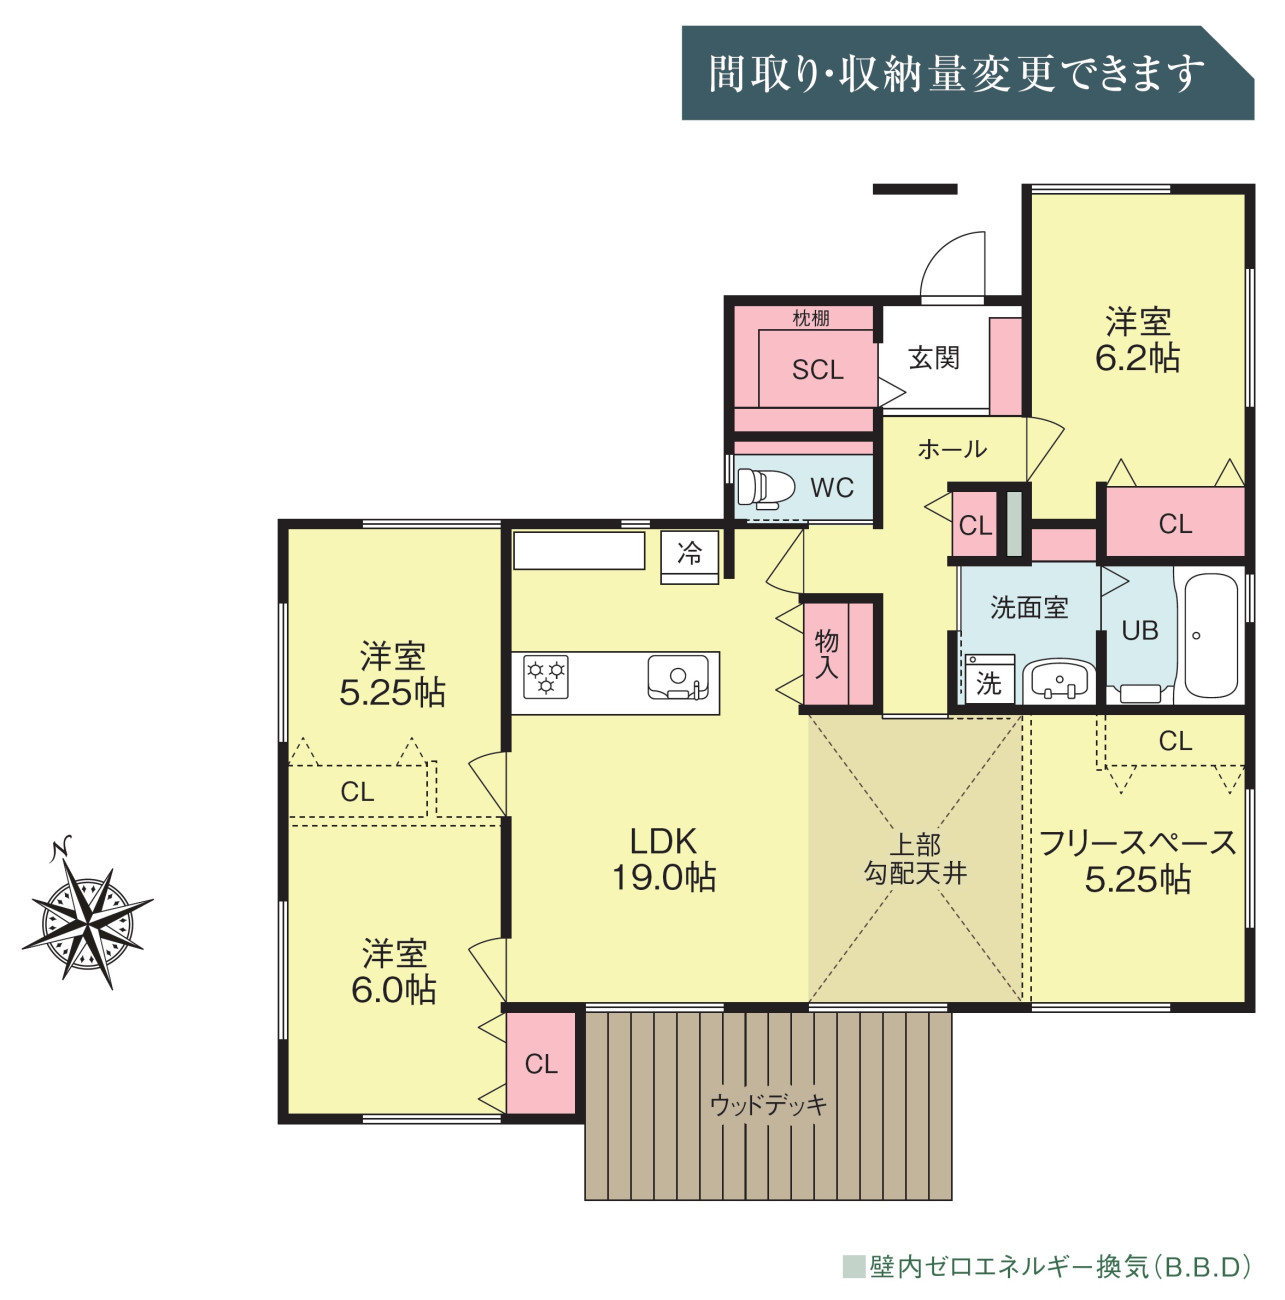 間取り・収納量変更できます
枕棚
SCL
玄関
洋室
6.2帖
ホール
WC
CL
CL
冷
洗面室
UB
物入
洗
洋室
5.25帖
CL
CL
LDK
19.0帖
上部
勾配天井
フリースペース
5.25帖
N
洋室
6.0帖
CL
ウッドデッキ
壁内ゼロエネルギー換気（B.B.D）